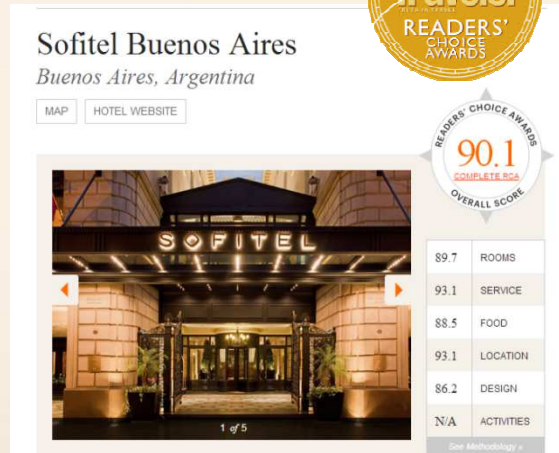 Traveler
READERS'
CHOICE
AWARDS
Sofitel Buenos Aires
Buenos Aires, Argentina
MAP
HOTEL WEBSITE
READERS' CHOICE AWARDS
90.1
COMPLETE RCA
OVERALL SCORE
SOFITEL
1 of 5
89.7 ROOMS
93.1 SERVICE
88.5 FOOD
93.1 LOCATION
86.2 DESIGN
N/A ACTIVITIES
See Methodology »